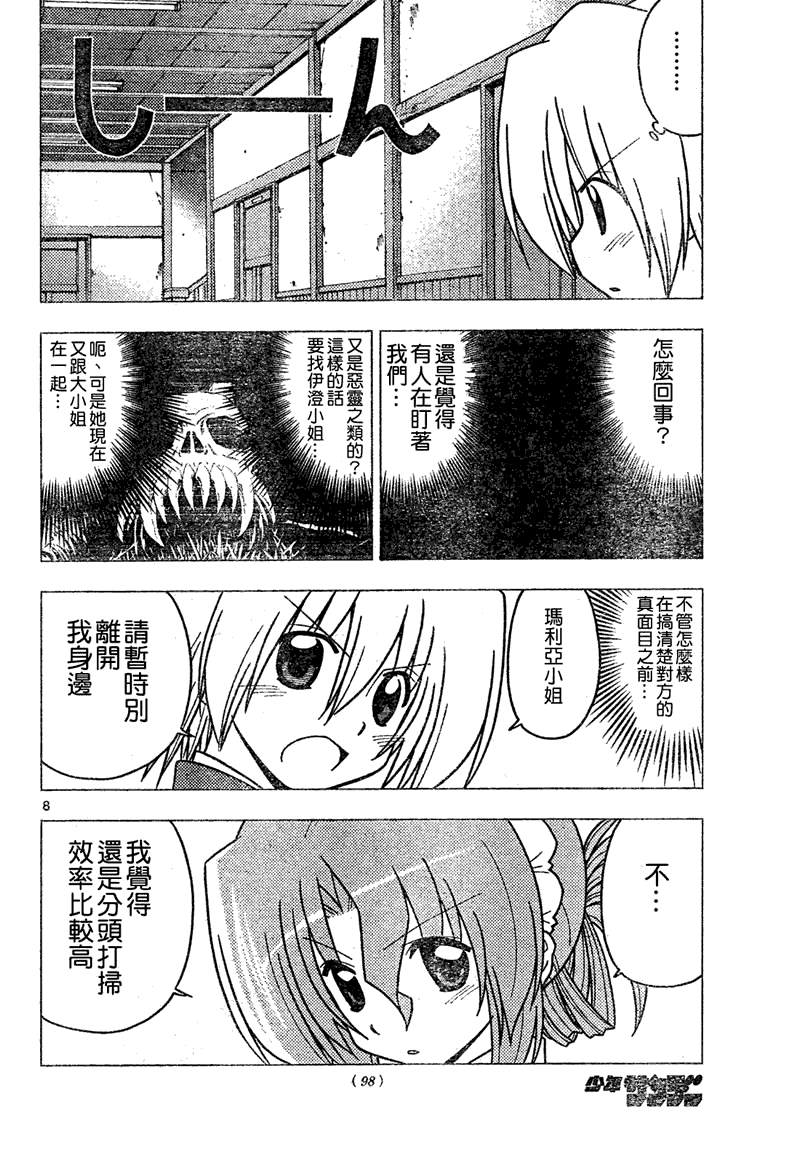 ………
しーん
怎麼回事？
還是覺得
有人在盯著
我們…
又是惡靈之類的？
這樣的話
要找伊澄小姐…
呃、可是她現在
又跟大小姐
在一起…
不管怎麼樣
在搞清楚對方的
真面目之前…
瑪利亞小姐
請暫時別
離開
我身邊
8
不…
我覺得
還是分頭打掃
效率比較高
（98）
少年